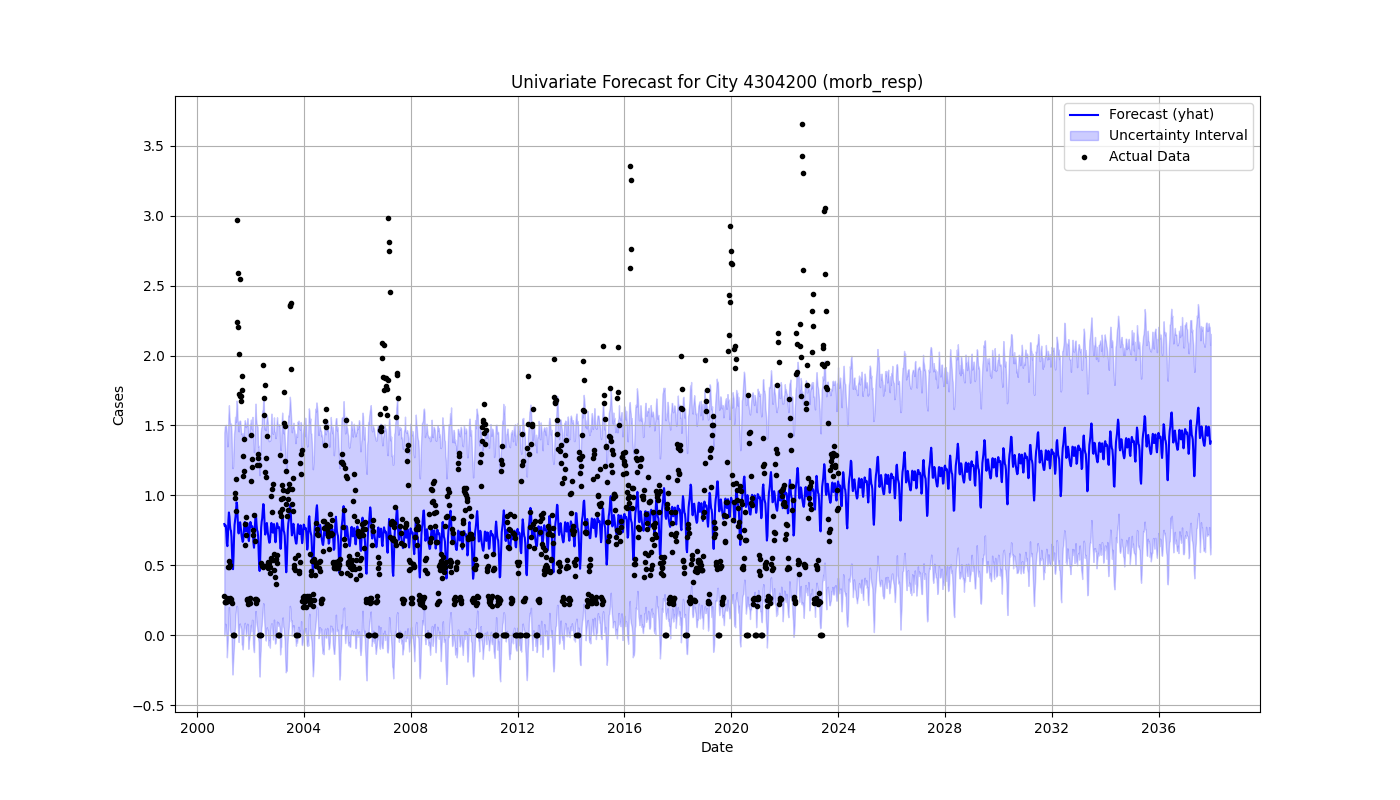 Univariate Forecast for City 4304200 (morb_resp)
Forecast (yhat)
Uncertainty Interval
Actual Data
Cases
3.5
3.0
2.5
2.0
1.5
1.0
0.5
0.0
−0.5
2000 2004 2008 2012 2016 2020 2024 2028 2032 2036
Date